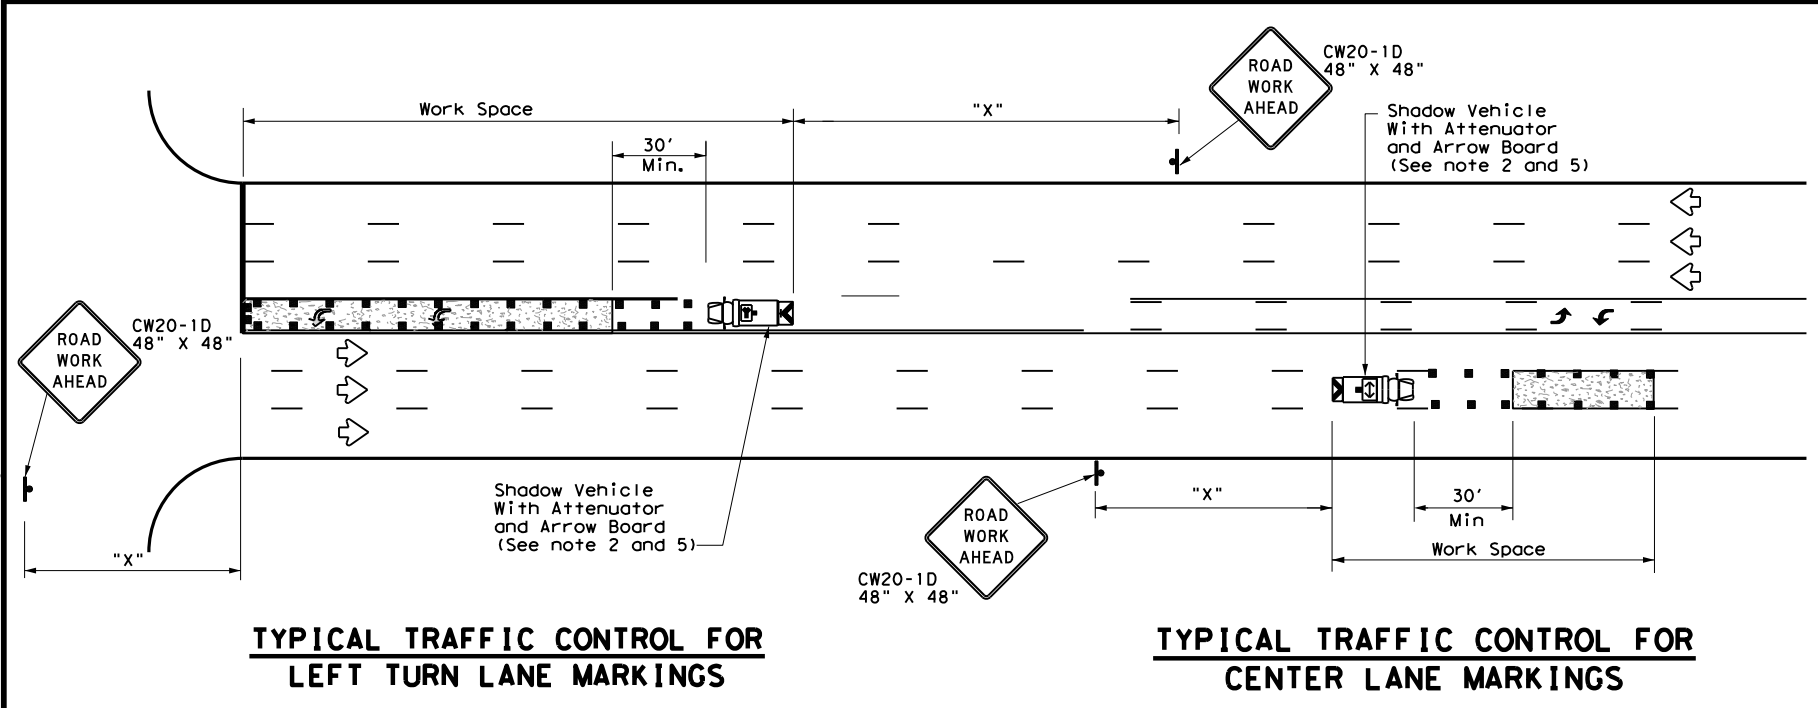 Work Space
"X"
30'
Min.
ROAD
WORK
AHEAD
CW20-1D
48" X 48"
Shadow Vehicle
With Attenuator
and Arrow Board
(See note 2 and 5)
ROAD
WORK
AHEAD
CW20-1D
48" X 48"
"X"
Shadow Vehicle
With Attenuator
and Arrow Board
(See note 2 and 5)
ROAD
WORK
AHEAD
CW20-1D
48" X 48"
"X"
30'
Min
Work Space
TYPICAL TRAFFIC CONTROL FOR
LEFT TURN LANE MARKINGS
TYPICAL TRAFFIC CONTROL FOR
CENTER LANE MARKINGS